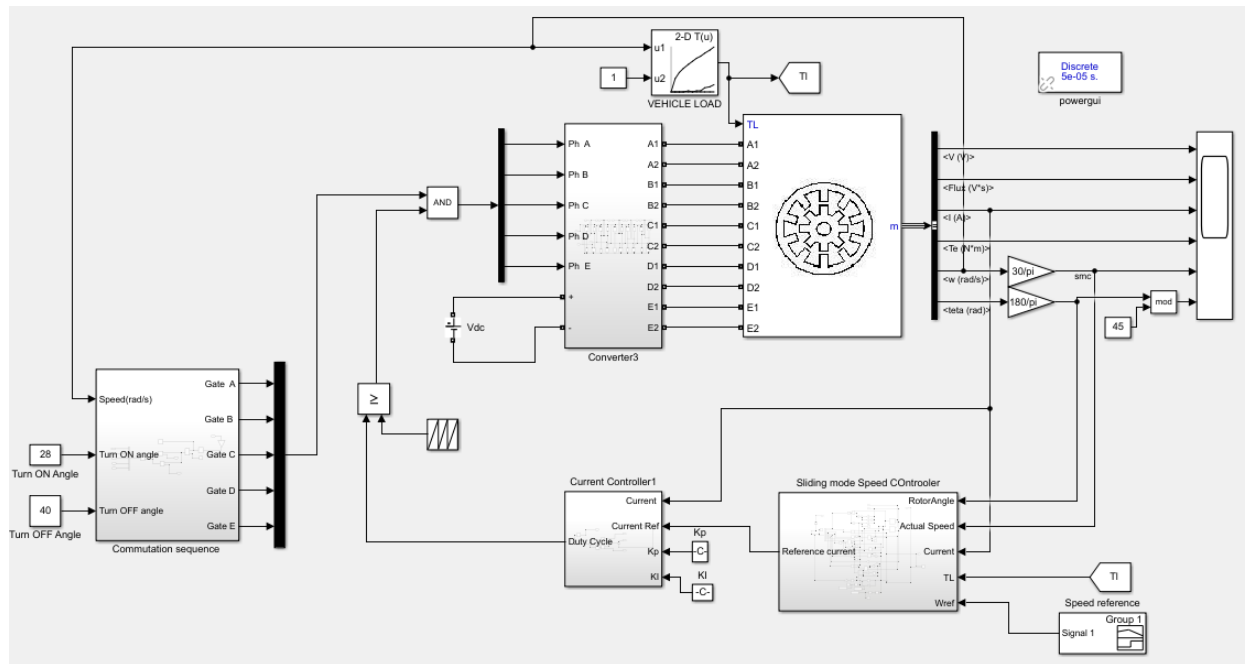 2-D T(u)
u1
u2
1
VEHICLE LOAD
Tl
Discrete
5e-05 s.
powergui
TL
Ph A
Ph B
Ph C
Ph D
Ph E
+
-
A1
A2
B1
B2
C1
C2
D1
D2
E1
E2
Converter3
A1
A2
B1
B2
C1
C2
D1
D2
E1
E2
m
<V (V)>
<Flux (V*s)>
<I (A)>
<Te (N*m)>
<w (rad/s)>
<teta (rad)>
30/pi
180/pi
smc
45
mod
AND
Vdc
≥
Speed(rad/s)
Turn ON angle
Turn OFF angle
Gate A
Gate B
Gate C
Gate D
Gate E
Commutation sequence
28
Turn ON Angle
40
Turn OFF Angle
Current Controller1
Current
Current Ref
Duty Cycle
Kp
KI
Kp
-C-
KI
-C-
Sliding mode Speed COntrooler
RotorAngle
Actual Speed
Reference current
Current
TL
Wref
Tl
Speed reference
Group 1
Signal 1